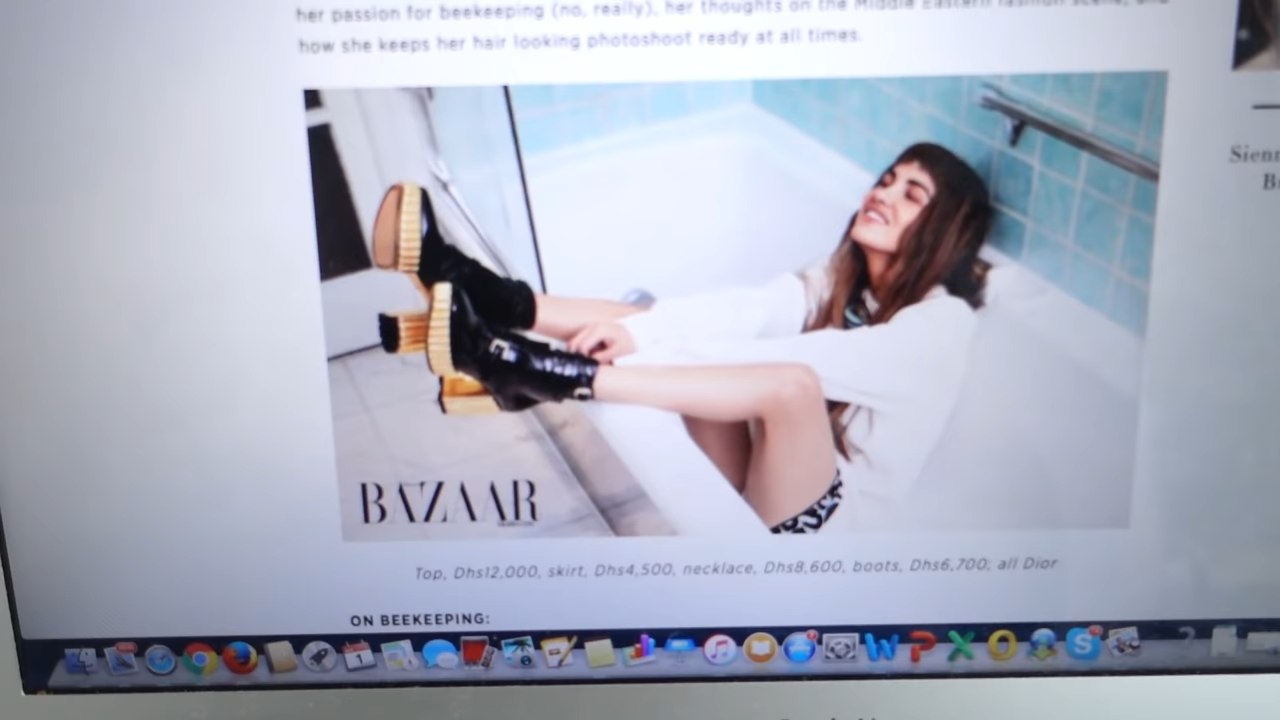 her passion for beekeeping (no, really), her thoughts on the Middle Eastern fashion scene, and
how she keeps her hair looking photoshoot ready at all times.
BAZAAR
Top, Dhs12,000, skirt, Dhs4,500, necklace, Dhs8,600, boots, Dhs6,700; all Dior
ON BEEKEEPING: